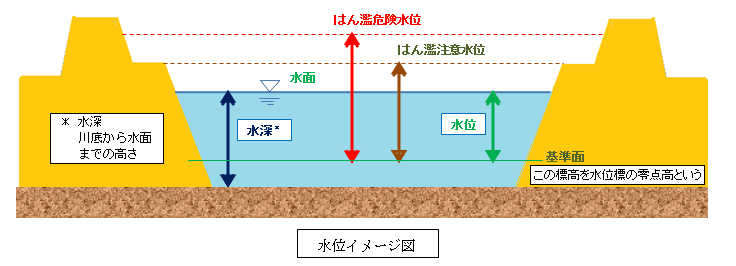 はん濫危険水位
はん濫注意水位
水面
* 水深
川底から水面
までの高さ
水深*
水位
基準面
この標高を水位標の零点高という
水位イメージ図